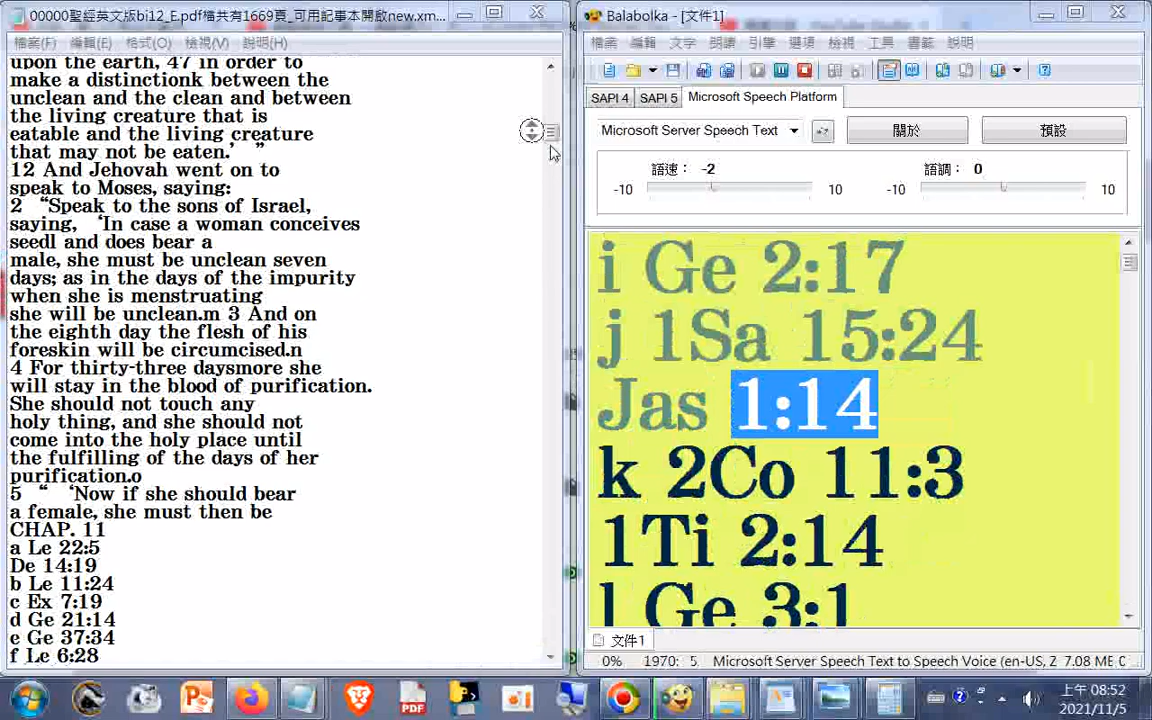 00000聖經英文版bi12_E.pdf檔共有1669頁_可用記事本開啟new.xm...
檔案(F) 編輯(E) 格式(O) 檢視(V) 說明(H)
upon the earth, 47 in order to
make a distinctionk between the
unclean and the clean and between
the living creature that is
eatable and the living creature
that may not be eaten.’ ”
12 And Jehovah went on to
speak to Moses, saying:
2 “Speak to the sons of Israel,
saying, ‘In case a woman conceives
seedl and does bear a
male, she must be unclean seven
days; as in the days of the impurity
when she is menstruating
she will be unclean.m 3 And on
the eighth day the flesh of his
foreskin will be circumcised.n
4 For thirty-three daysmore she
will stay in the blood of purification.
She should not touch any
holy thing, and she should not
come into the holy place until
the fulfilling of the days of her
purification.o
5 “ ‘Now if she should bear
a female, she must then be
CHAP. 11
a Le 22:5
De 14:19
b Le 11:24
c Ex 7:19
d Ge 21:14
e Ge 37:34
f Le 6:28
Balabolka - [文件1]
檔案 編輯 文字 朗讀 引擎 選項 檢視 工具 書籤 說明
SAPI 4 SAPI 5 Microsoft Speech Platform
Microsoft Server Speech Text 關於 預設
語速： -2 語調： 0
-10 10 -10 10
i Ge 2:17
j 1Sa 15:24
Jas 1:14
k 2Co 11:3
1Ti 2:14
l Ge 3:1
文件1
0% 1970: 5 Microsoft Server Speech Text to Speech Voice (en-US, 2 7.08 MB
PDF
上午 08:52
2021/11/5